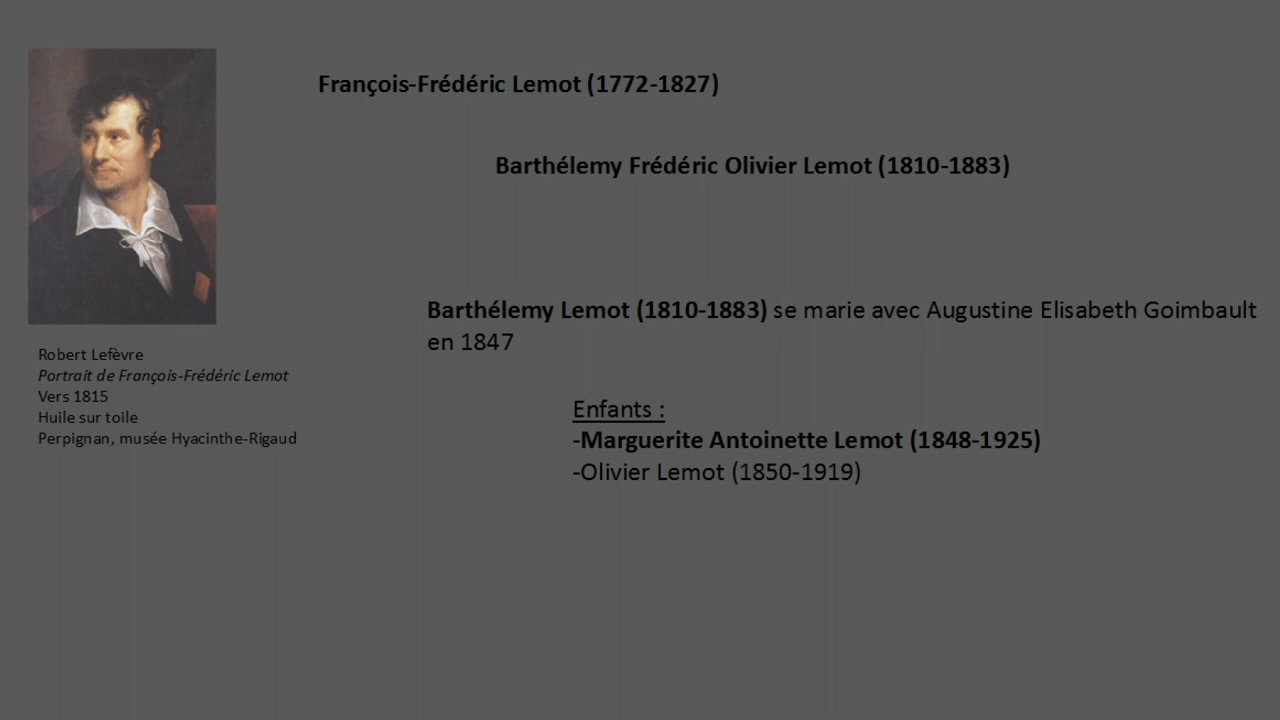 François-Frédéric Lemot (1772-1827)
Barthélemy Frédéric Olivier Lemot (1810-1883)
Barthélemy Lemot (1810-1883) se marie avec Augustine Elisabeth Goimbault
en 1847
Robert Lefèvre
Portrait de François-Frédéric Lemot
Vers 1815
Huile sur toile
Perpignan, musée Hyacinthe-Rigaud
Enfants :
-Marguerite Antoinette Lemot (1848-1925)
-Olivier Lemot (1850-1919)